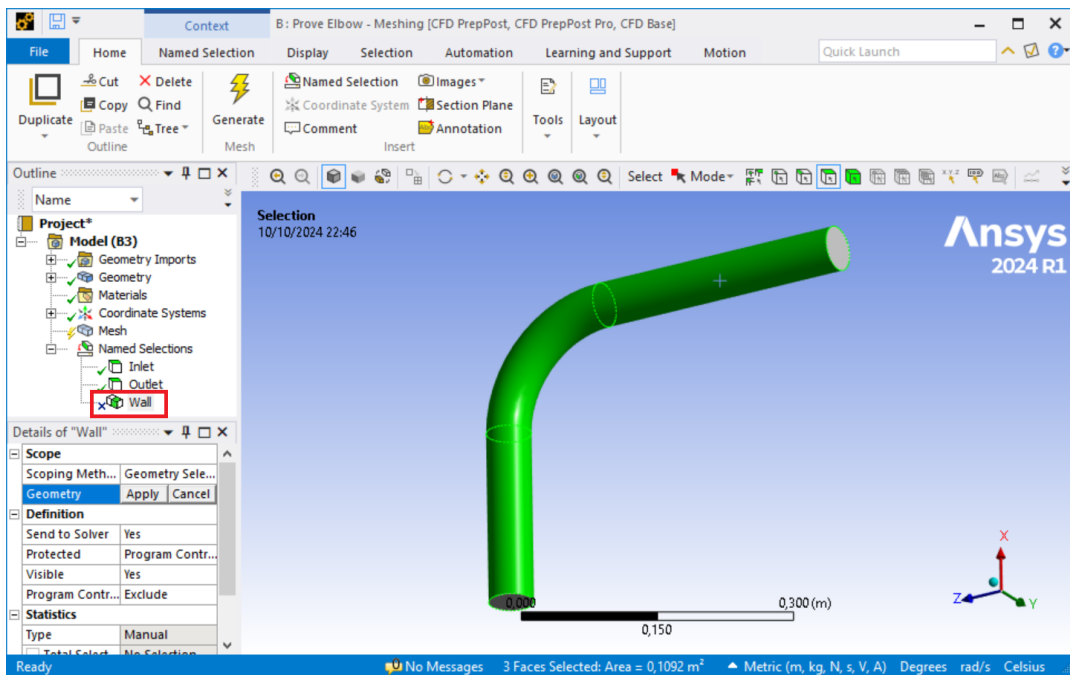 Context
B : Prove Elbow - Meshing [CFD PrepPost, CFD PrepPost Pro, CFD Base]
File Home Named Selection Display Selection Automation Learning and Support Motion Quick Launch
Duplicate
Cut
Copy
Paste
Delete
Find
Tree
Outline
Generate
Mesh
Named Selection
Coordinate System
Comment
Images
Section Plane
Annotation
Insert
Tools
Layout
Outline
Name
Select Mode
Project*
Model (B3)
Geometry Imports
Geometry
Materials
Coordinate Systems
Mesh
Named Selections
Inlet
Outlet
Wall
Details of "Wall"
Scope
Scoping Meth... Geometry Sele...
Geometry Apply Cancel
Definition
Send to Solver Yes
Protected Program Contr...
Visible Yes
Program Contr... Exclude
Statistics
Type Manual
Total Select No Selection
Selection
10/10/2024 22:46
Ansys
2024 R1
0,000 0,300 (m)
0,150
X
Z
Y
Ready No Messages 3 Faces Selected: Area = 0,1092 m² Metric (m, kg, N, s, V, A) Degrees rad/s Celsius